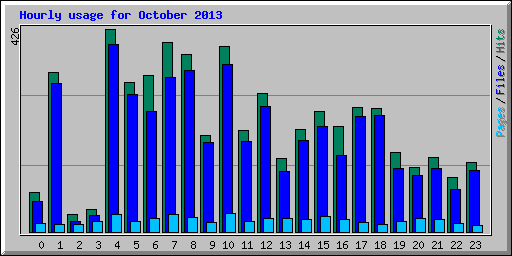 Hourly usage for October 2013
426
Pages / Files / Hits
0 1 2 3 4 5 6 7 8 9 10 11 12 13 14 15 16 17 18 19 20 21 22 23